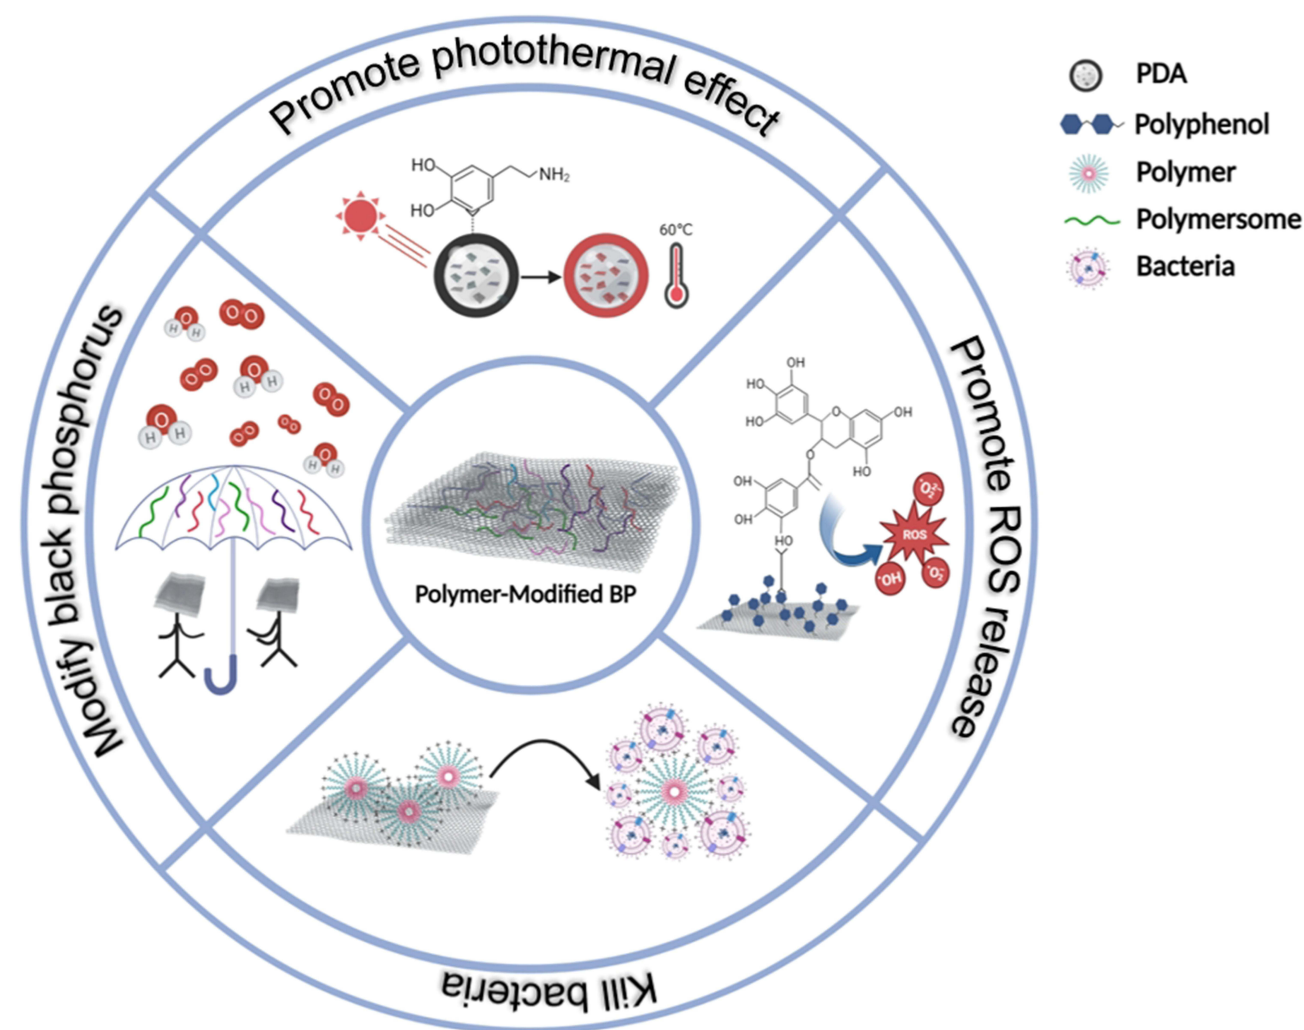 Promote photothermal effect
HO
NH₂
HO
60°C
PDA
Polyphenol
Polymer
Polymersome
Bacteria
Modify black phosphorus
O
H
H
O
O
O
O
O
H
H
O
O
O
H
H
O
O
O
O
O
H
H
Polymer-Modified BP
Promote ROS release
OH
HO
HO
O
OH
O
HO
OH
OH
HO
ROS
·O₂²⁻
·OH
·O₂⁻
Kill bacteria